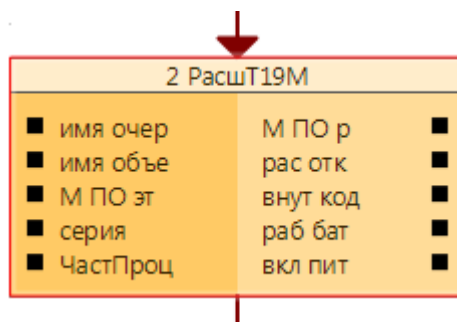 2 РасшТ19М
имя очер М ПО р
имя объе рас отк
М ПО эт внут код
серия раб бат
ЧастПроц вкл пит